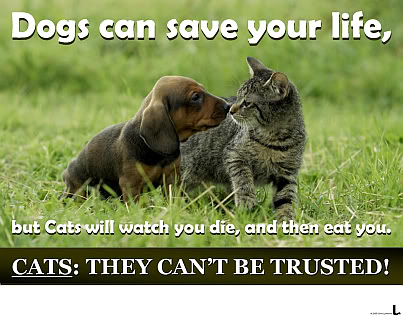 Dogs can save your life,
but Cats will watch you die, and then eat you.
CATS: THEY CAN'T BE TRUSTED!